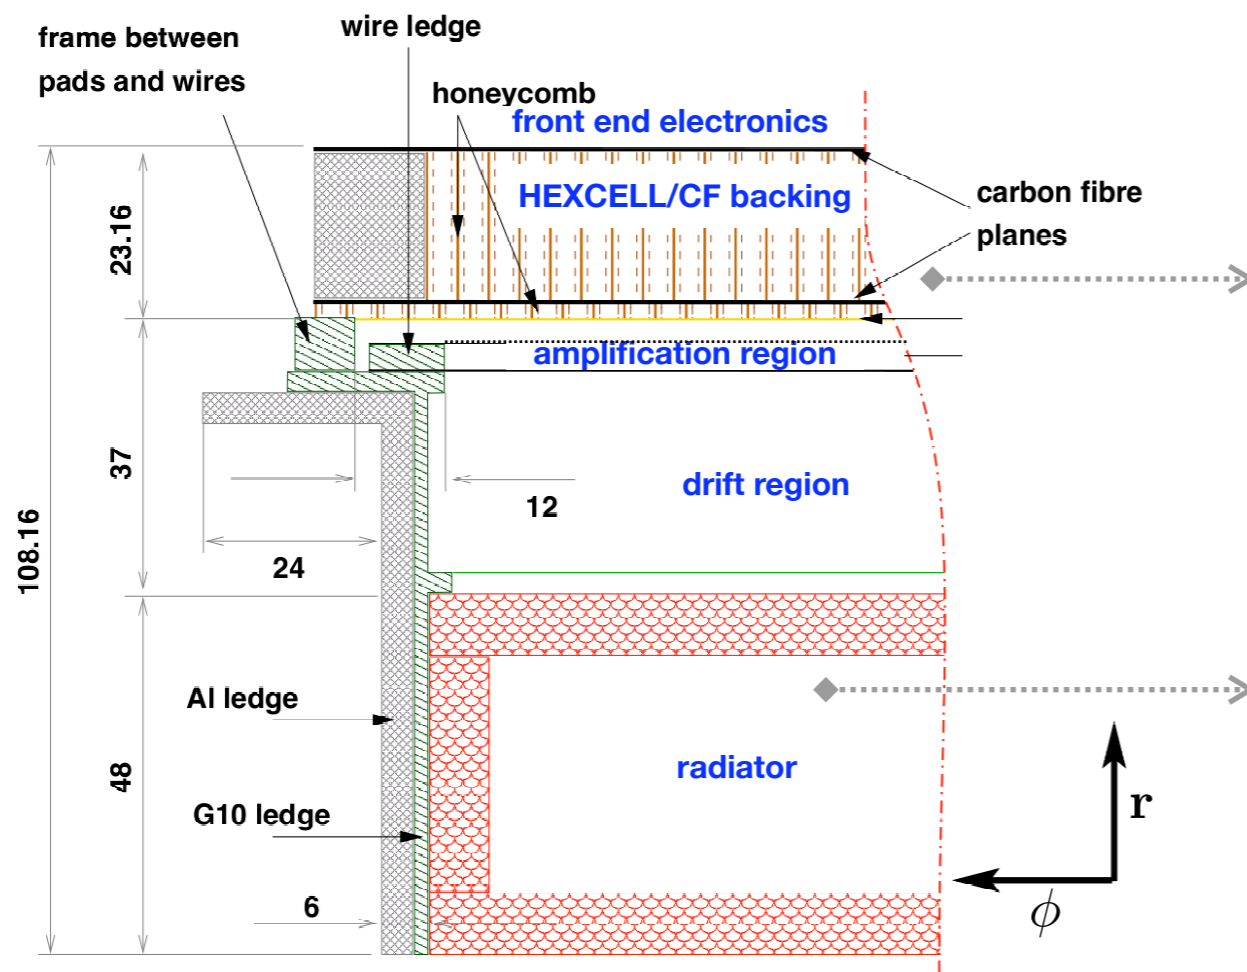 wire ledge
frame between
pads and wires
honeycomb
front end electronics
HEXCELL/CF backing
carbon fibre
planes
23.16
amplification region
37
drift region
12
24
108.16
Al ledge
radiator
48
G10 ledge
r
6
ϕ